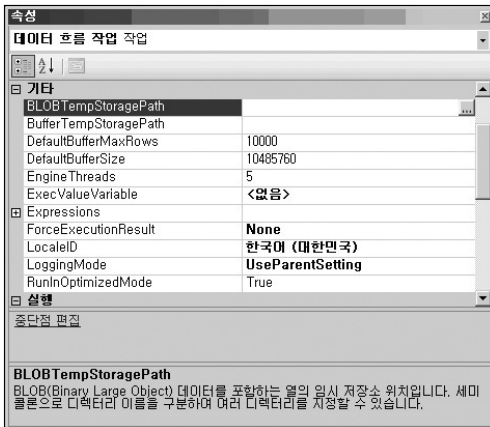 속성
데이터 흐름 작업 작업
기타
BLOBTempStoragePath
BufferTempStoragePath
DefaultBufferMaxRows 10000
DefaultBufferSize 10485760
EngineThreads 5
ExecValueVariable <없음>
Expressions
ForceExecutionResult None
LocaleID 한국어 (대한민국)
LoggingMode UseParentSetting
RunInOptimizedMode True
실행
중단점 편집
BLOBTempStoragePath
BLOB(Binary Large Object) 데이터를 포함하는 열의 임시 저장소 위치입니다. 세미
콜론으로 디렉터리 이름을 구분하여 여러 디렉터리를 지정할 수 있습니다.